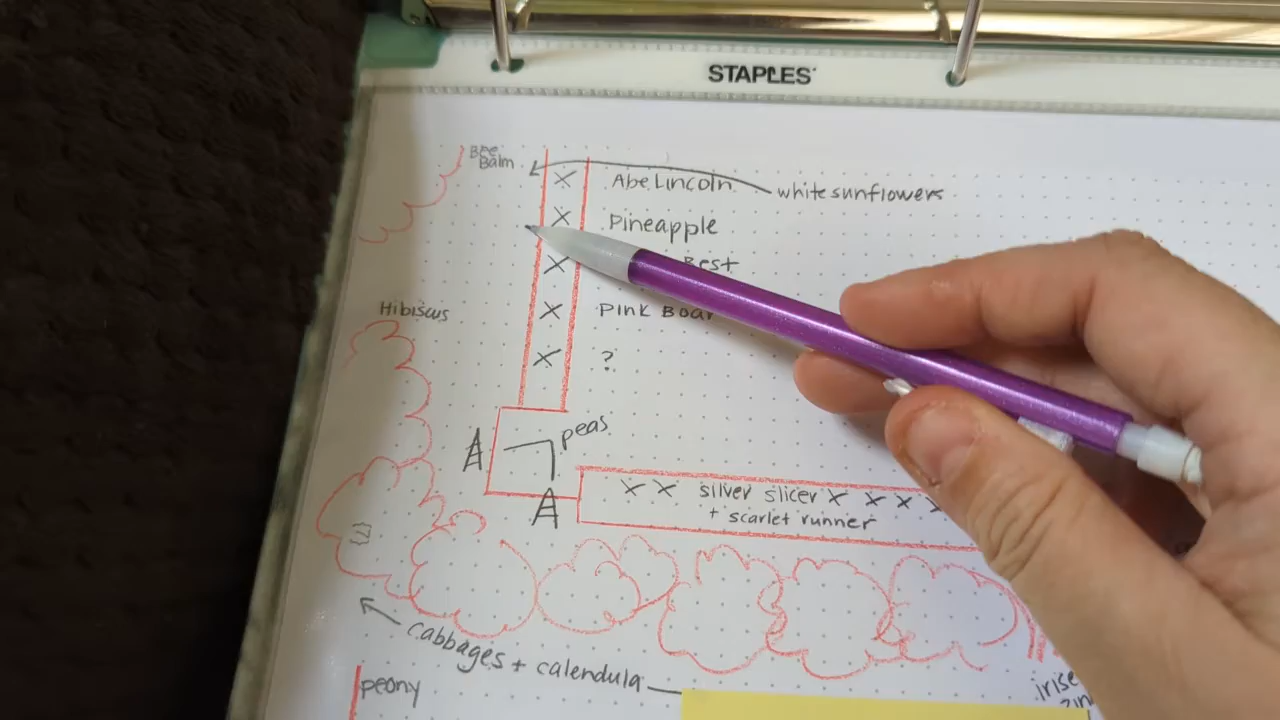 STAPLES
Bee
Balm
Abe Lincoln
white sunflowers
Pineapple
Best
Hibiscus
Pink Boar
?
peas
silver slicer
+ scarlet runner
cabbages + calendula
peony